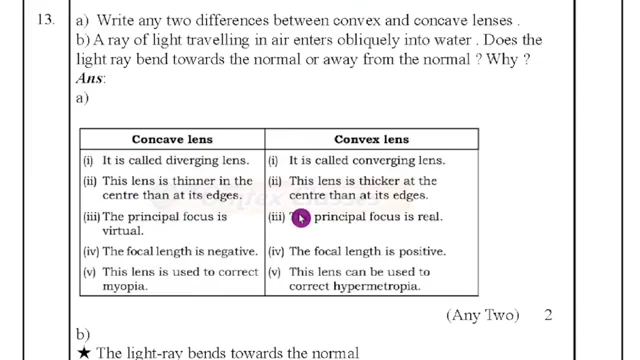 13. a) Write any two differences between convex and concave lenses .
b) A ray of light travelling in air enters obliquely into water . Does the
light ray bend towards the normal or away from the normal ? Why ?
Ans:
a)
Concave lens Convex lens
(i) It is called diverging lens. (i) It is called converging lens.
(ii) This lens is thinner in the (ii) This lens is thicker at the
centre than at its edges. centre than at its edges.
(iii) The principal focus is (iii) principal focus is real.
virtual.
(iv) The focal length is negative. (iv) The focal length is positive.
(v) This lens is used to correct (v) This lens can be used to
myopia. correct hypermetropia.
(Any Two) 2
b)
★ The light-ray bends towards the normal